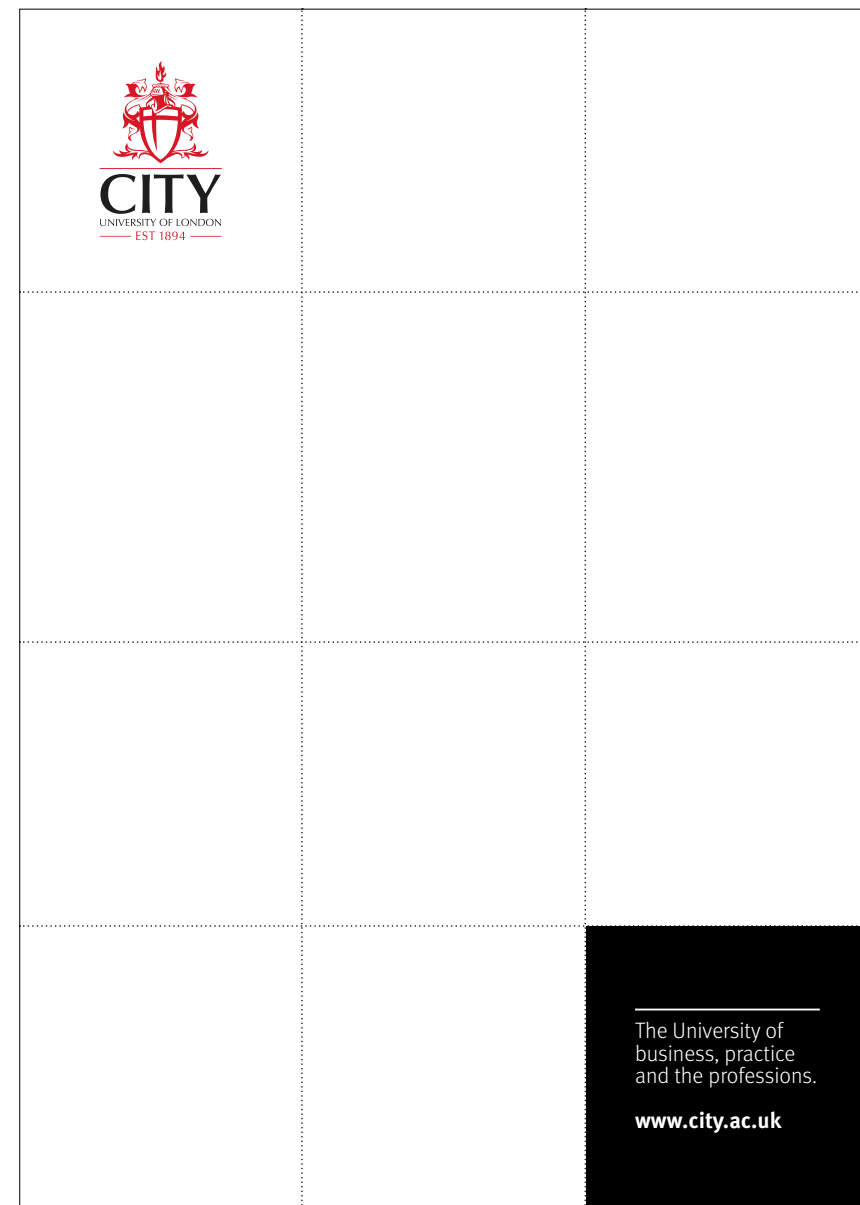 CITY
UNIVERSITY OF LONDON
EST 1894
The University of
business, practice
and the professions.
www.city.ac.uk